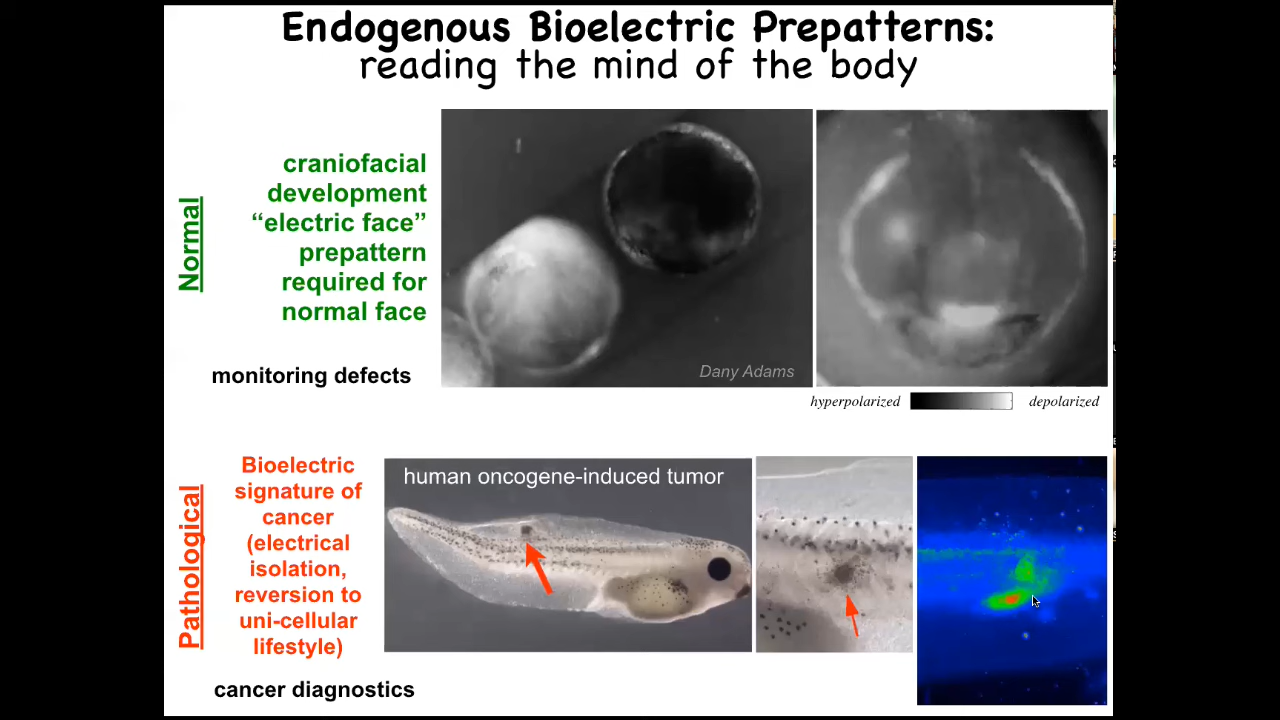 Endogenous Bioelectric Prepatterns:
reading the mind of the body
Normal
craniofacial
development
“electric face”
prepattern
required for
normal face
monitoring defects
Dany Adams
hyperpolarized
depolarized
Pathological
Bioelectric
signature of
cancer
(electrical
isolation,
reversion to
uni-cellular
lifestyle)
cancer diagnostics
human oncogene-induced tumor